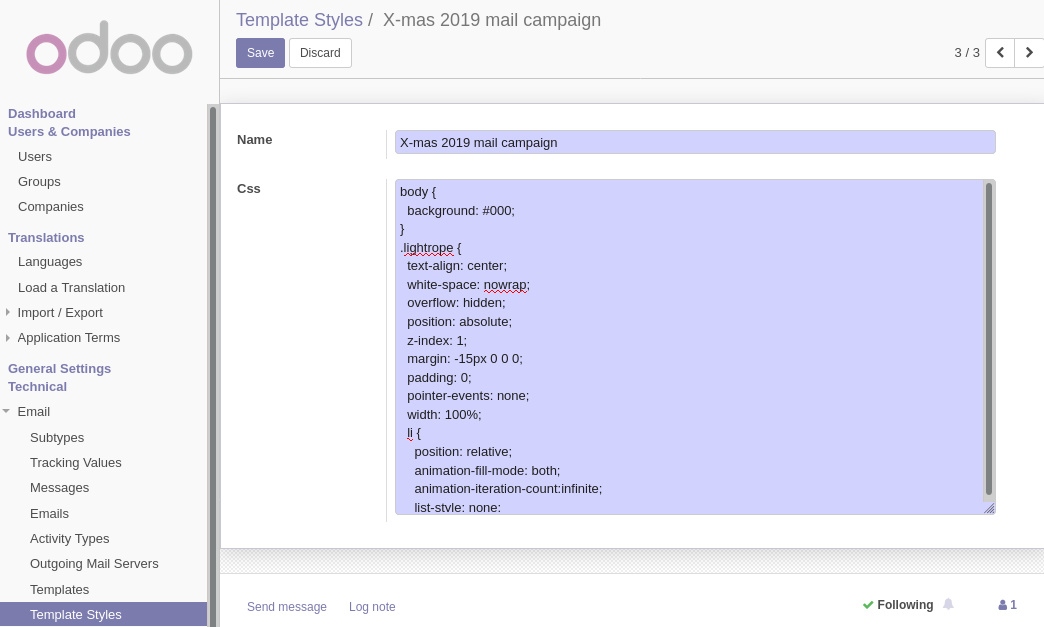 odoo
Dashboard
Users & Companies
Users
Groups
Companies
Translations
Languages
Load a Translation
Import / Export
Application Terms
General Settings
Technical
Email
Subtypes
Tracking Values
Messages
Emails
Activity Types
Outgoing Mail Servers
Templates
Template Styles
Template Styles / X-mas 2019 mail campaign
Save Discard
3 / 3
Name
X-mas 2019 mail campaign
Css
body {
  background: #000;
}
.lightrope {
  text-align: center;
  white-space: nowrap;
  overflow: hidden;
  position: absolute;
  z-index: 1;
  margin: -15px 0 0 0;
  padding: 0;
  pointer-events: none;
  width: 100%;
  li {
    position: relative;
    animation-fill-mode: both;
    animation-iteration-count:infinite;
    list-style: none;
Send message Log note
Following 1